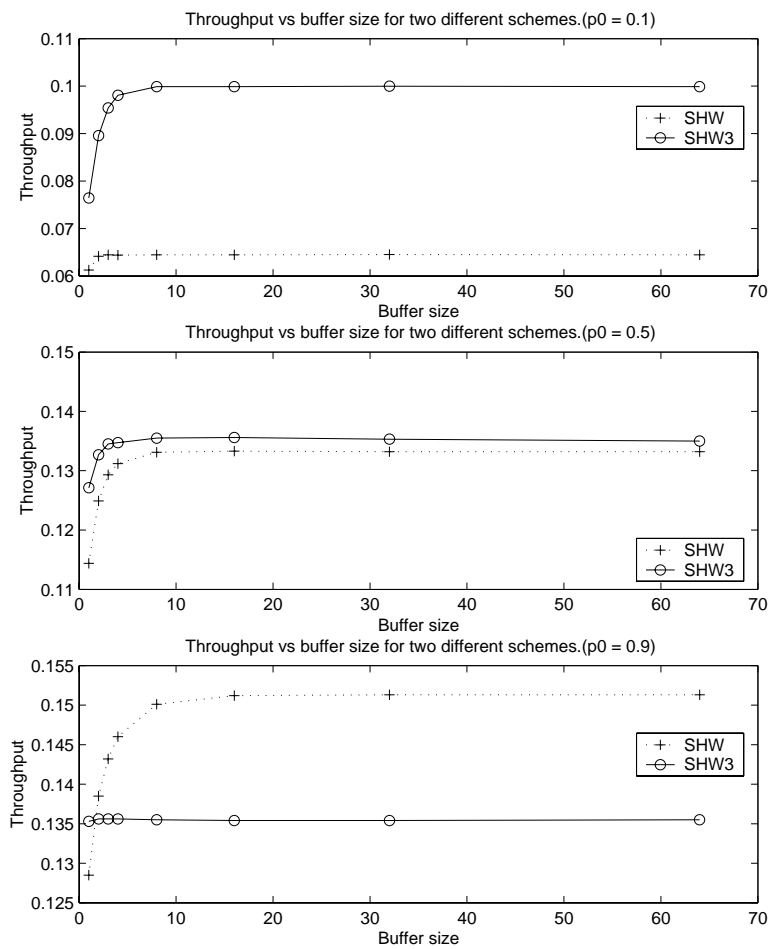 Throughput vs buffer size for two different schemes.(p0 = 0.1)
0.11
0.1
0.09
0.08
0.07
0.06
Throughput
SHW
SHW3
0 10 20 30 40 50 60 70
Buffer size
Throughput vs buffer size for two different schemes.(p0 = 0.5)
0.15
0.14
0.13
0.12
0.11
Throughput
SHW
SHW3
0 10 20 30 40 50 60 70
Buffer size
Throughput vs buffer size for two different schemes.(p0 = 0.9)
0.155
0.15
0.145
0.14
0.135
0.13
0.125
Throughput
SHW
SHW3
0 10 20 30 40 50 60 70
Buffer size